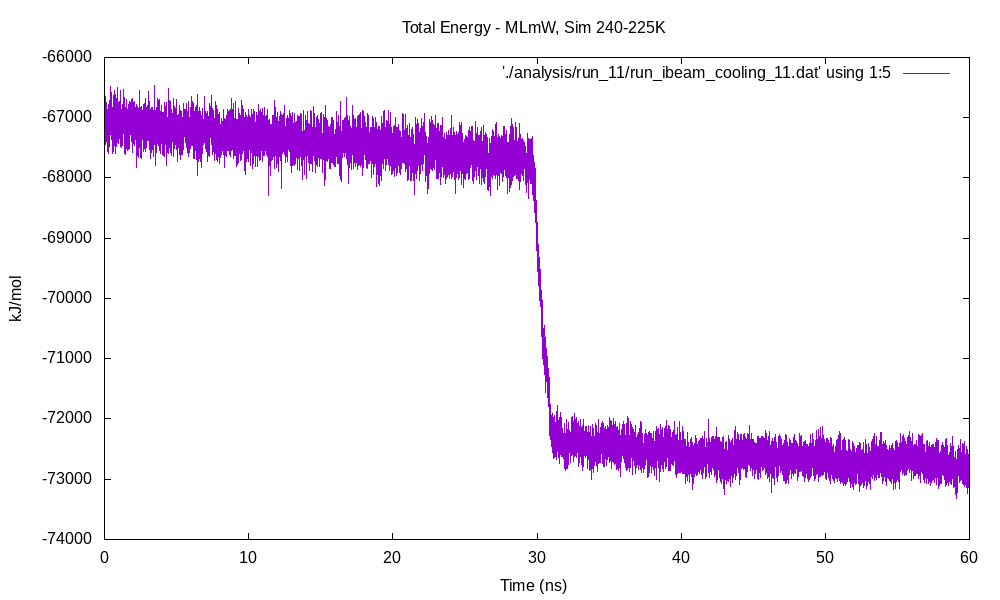 Total Energy - MLmW, Sim 240-225K
'./analysis/run_11/run_ibeam_cooling_11.dat' using 1:5
-66000
-67000
-68000
-69000
-70000
-71000
-72000
-73000
-74000
kJ/mol
0 10 20 30 40 50 60
Time (ns)